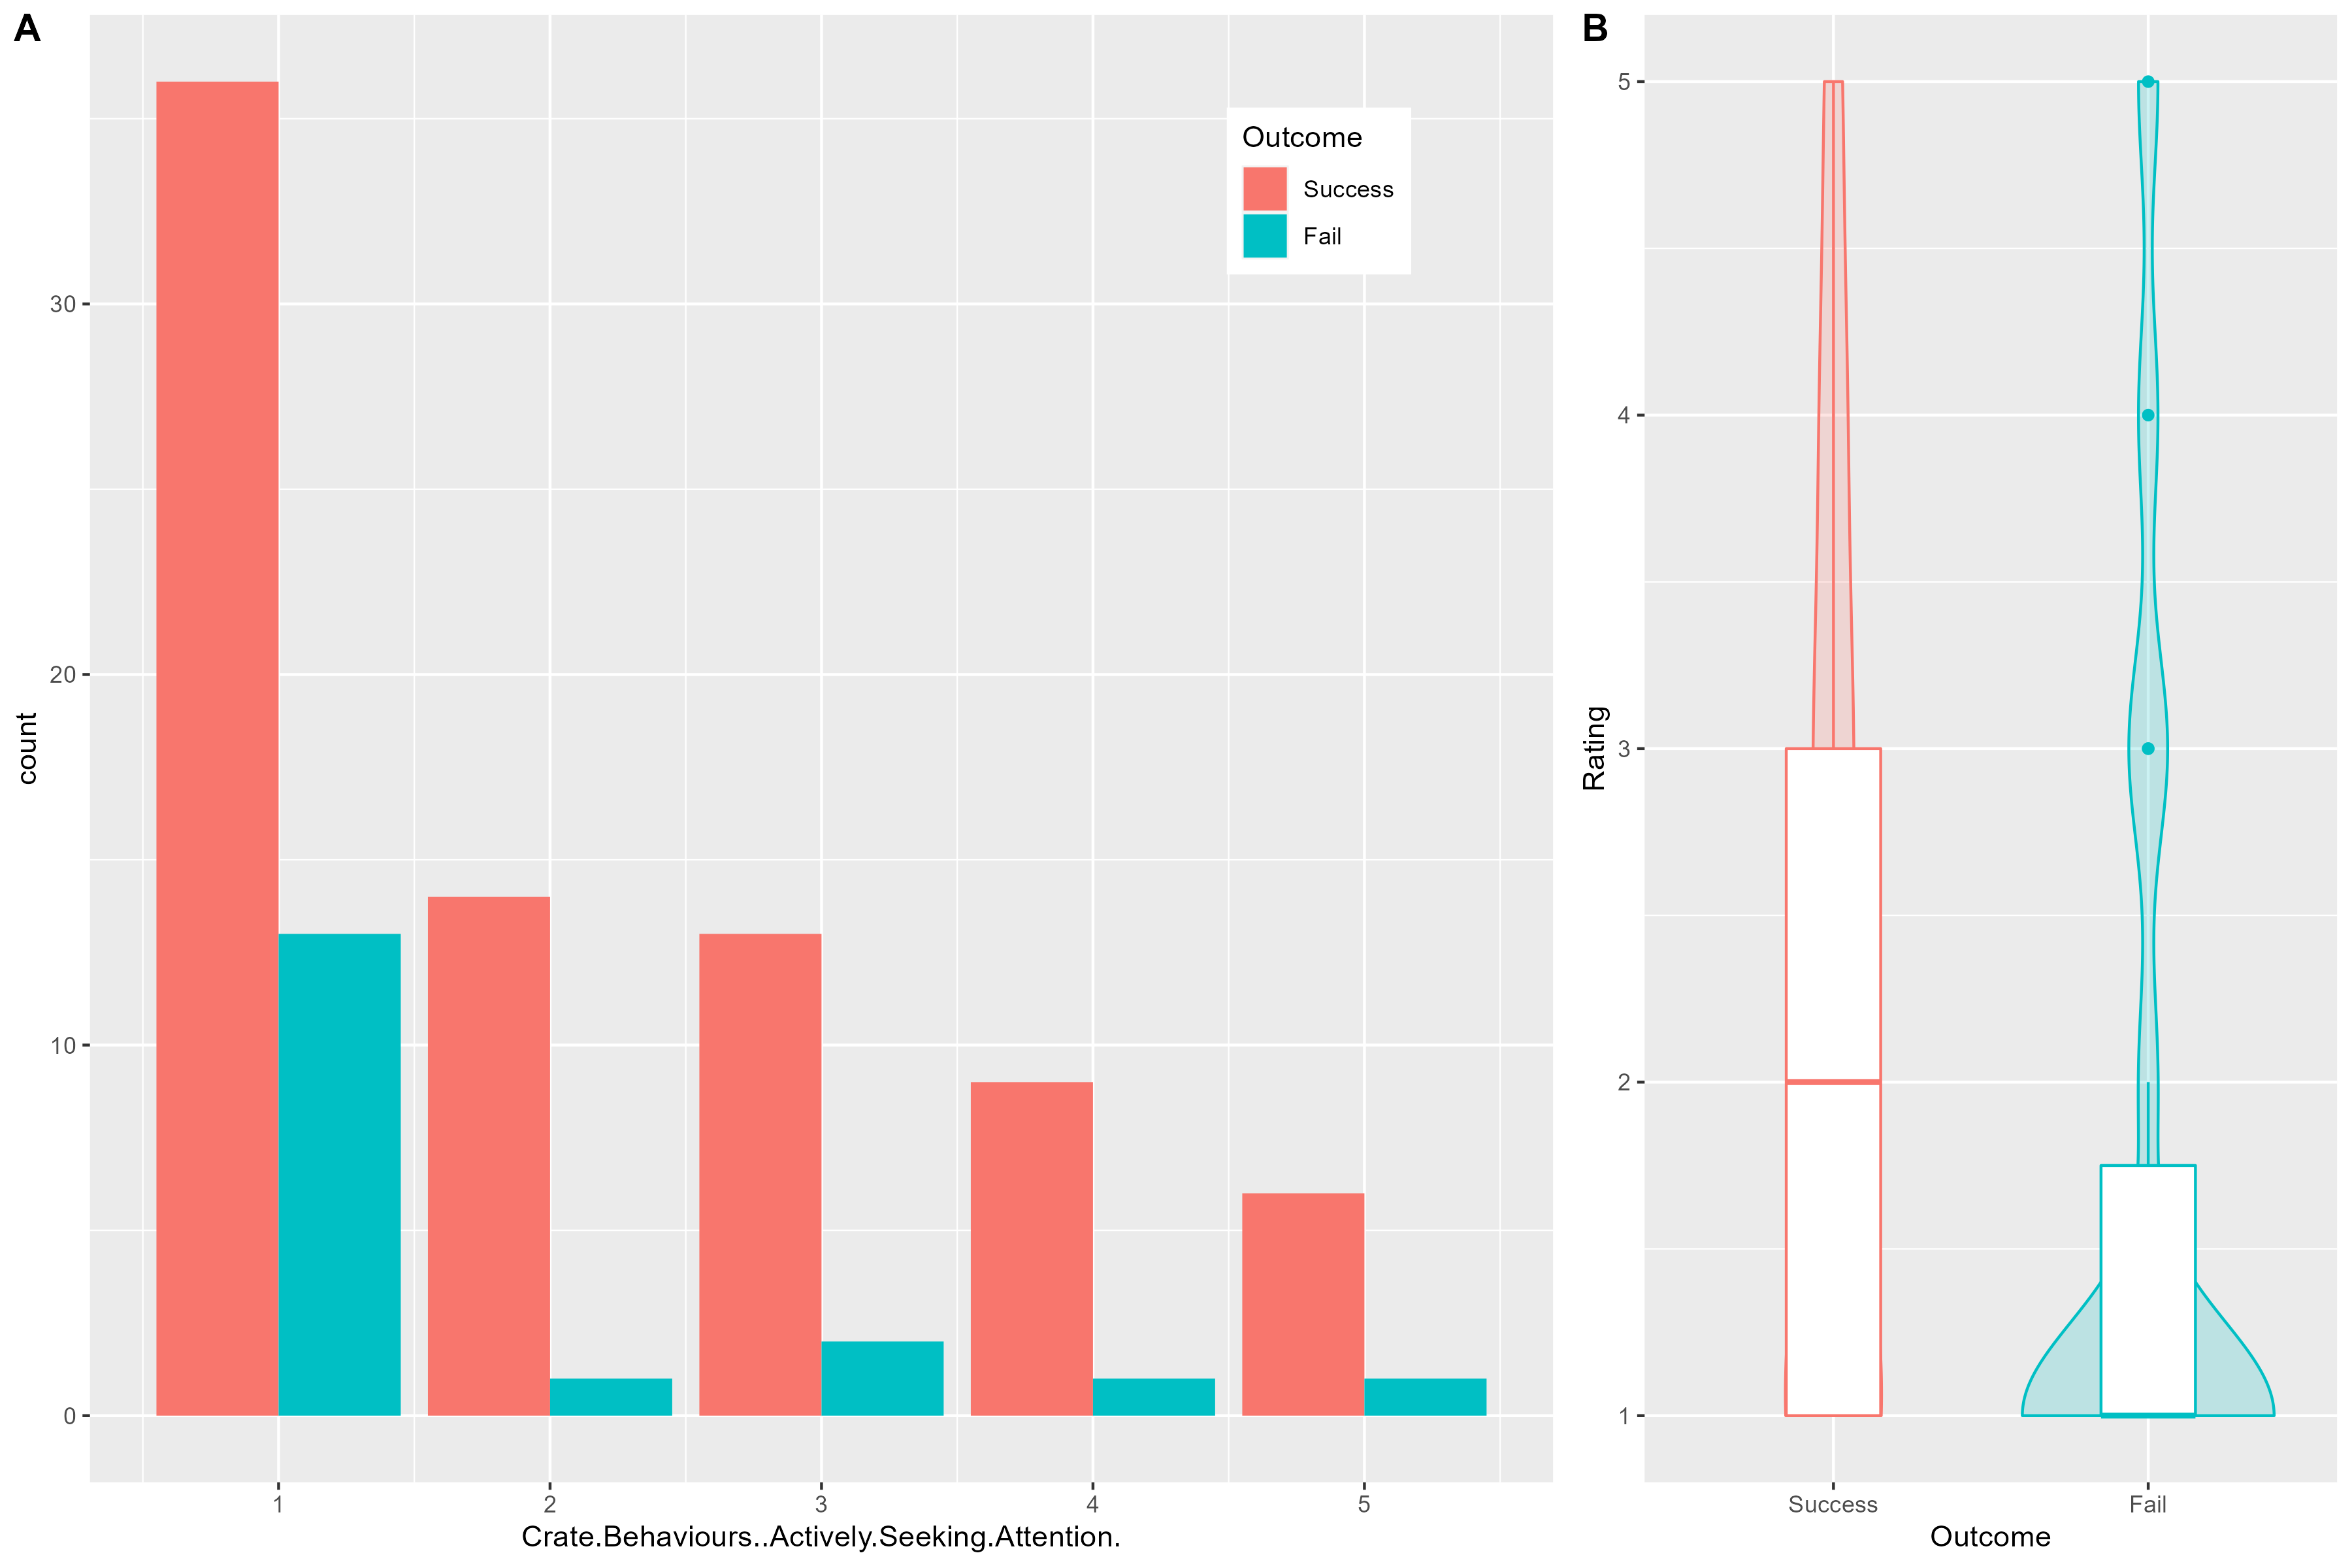 A
count
30
20
10
0
Outcome
Success
Fail
1 2 3 4 5
Crate.Behaviours..Actively.Seeking.Attention.
B
Rating
5
4
3
2
1
Success Fail
Outcome